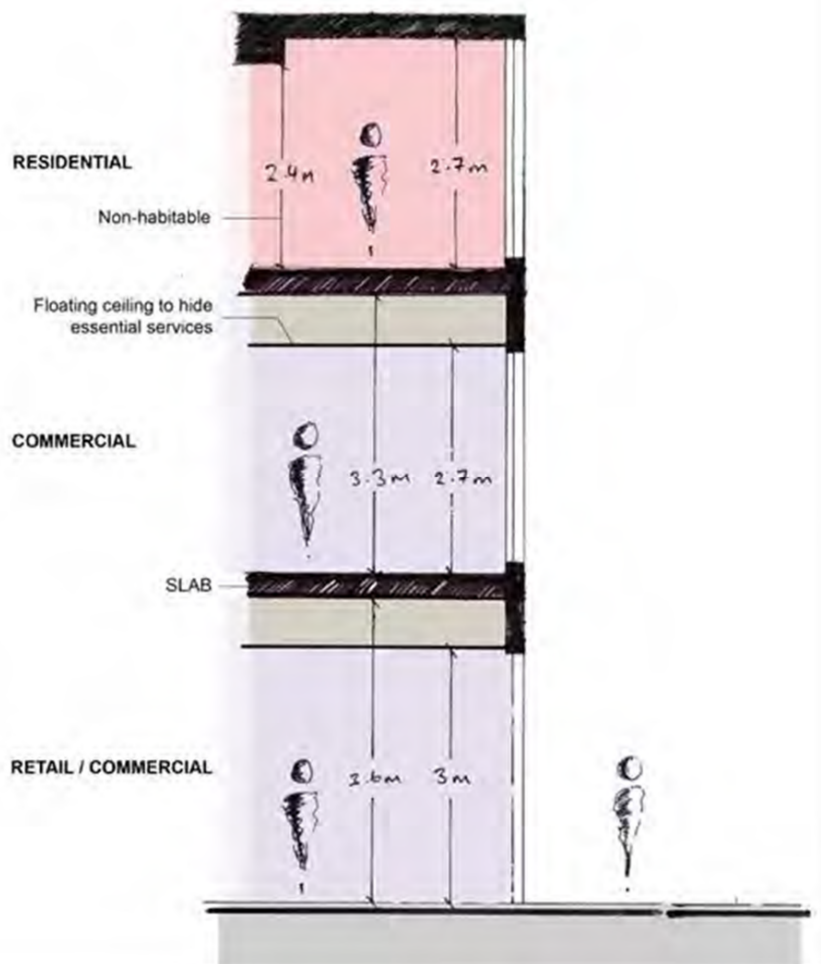 RESIDENTIAL
2.4m
2.7m
Non-habitable
Floating ceiling to hide
essential services
COMMERCIAL
3.3m
2.7m
SLAB
RETAIL / COMMERCIAL
3.6m
3m